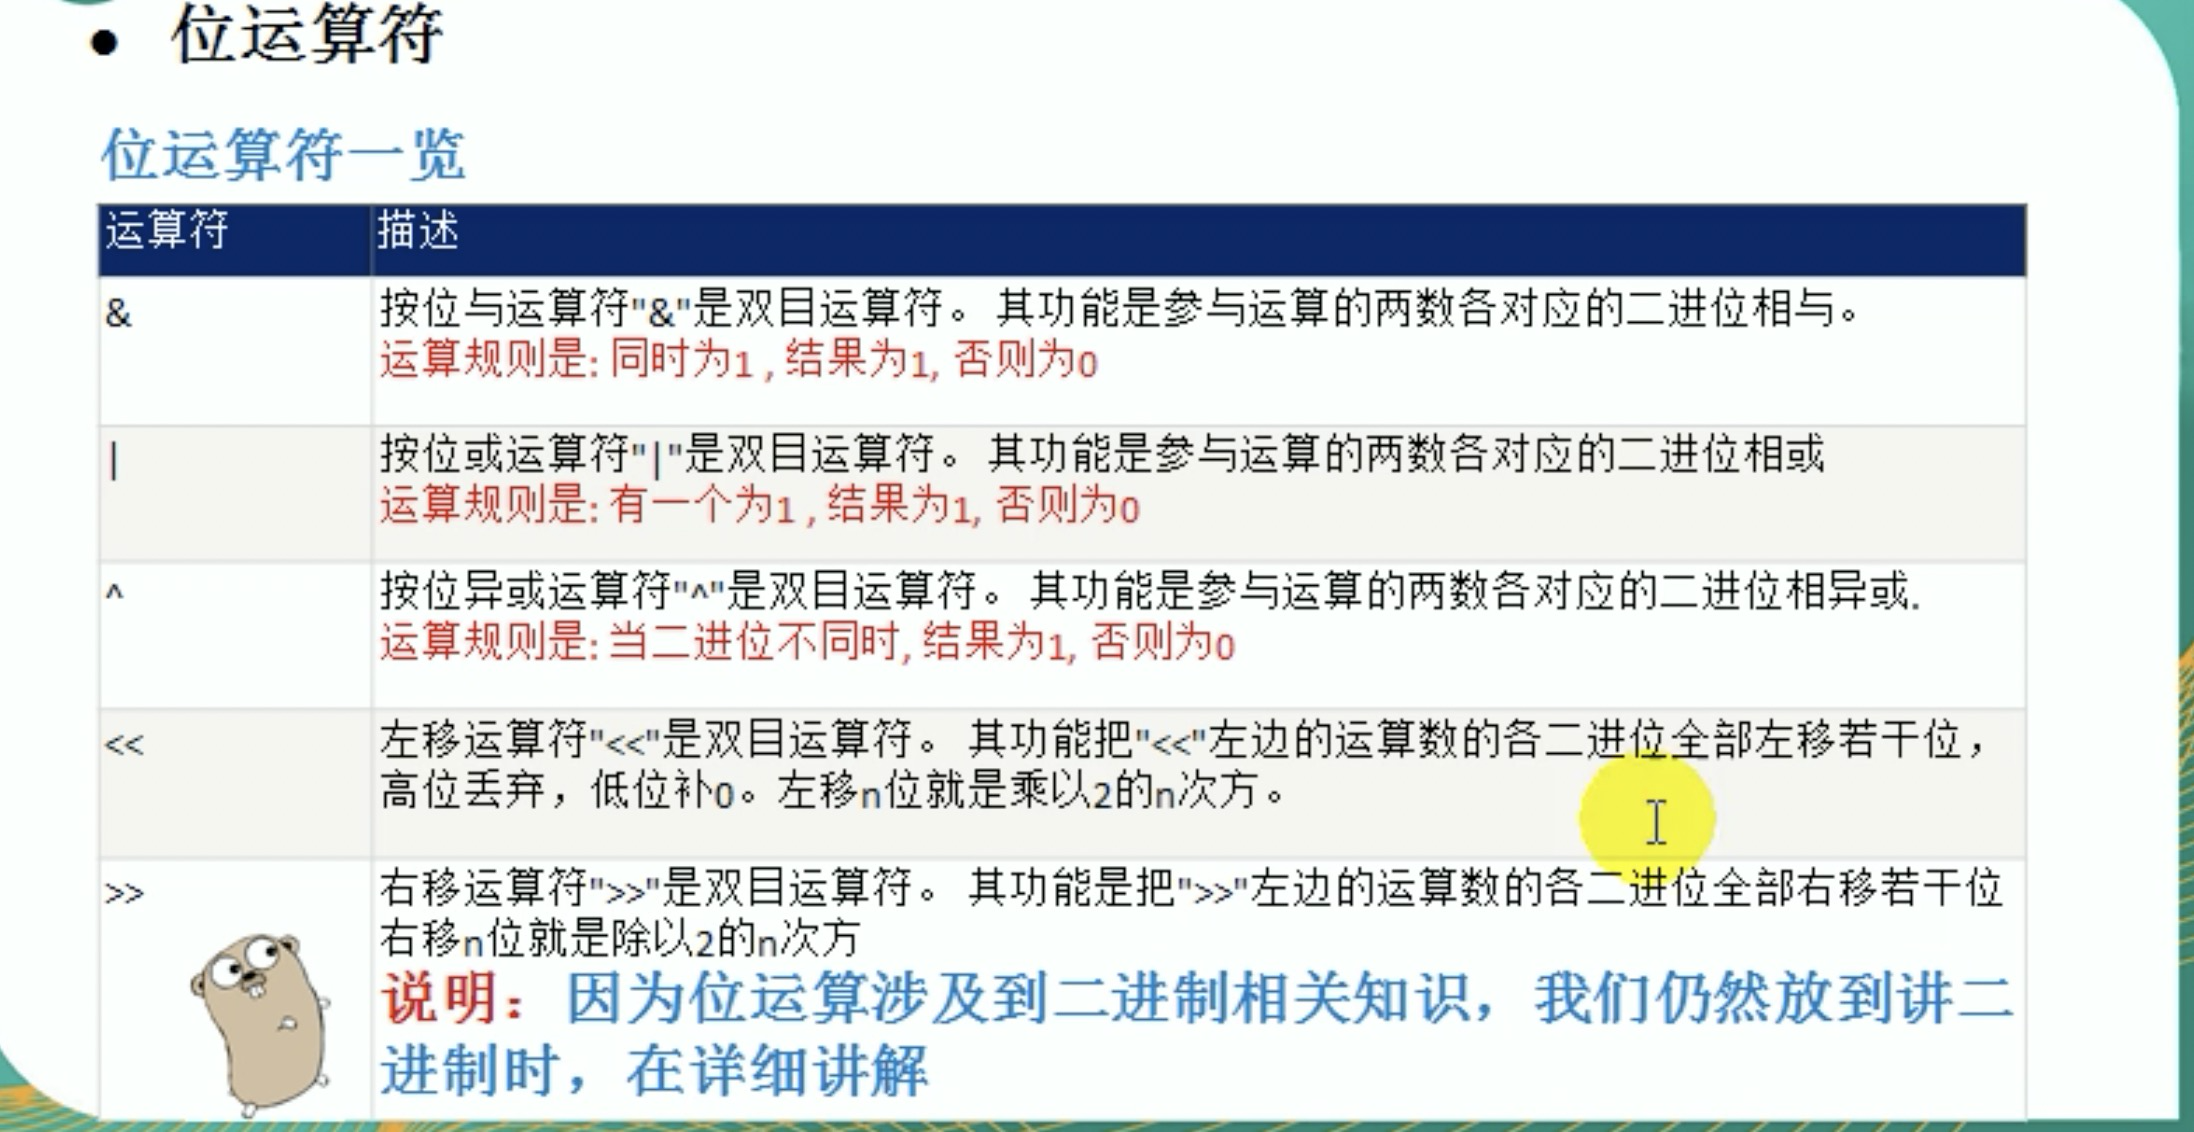 • 位运算符
位运算符一览
运算符 描述
& 按位与运算符"&"是双目运算符。 其功能是参与运算的两数各对应的二进位相与。
运算规则是: 同时为1 , 结果为1, 否则为0
| 按位或运算符"|"是双目运算符。 其功能是参与运算的两数各对应的二进位相或
运算规则是: 有一个为1 , 结果为1, 否则为0
^ 按位异或运算符"^"是双目运算符。 其功能是参与运算的两数各对应的二进位相异或.
运算规则是: 当二进位不同时, 结果为1, 否则为0
<< 左移运算符"<<"是双目运算符。 其功能把"<<"左边的运算数的各二进位全部左移若干位，
高位丢弃，低位补0。左移n位就是乘以2的n次方。
>> 右移运算符">>"是双目运算符。 其功能是把">>"左边的运算数的各二进位全部右移若干位
右移n位就是除以2的n次方
说明：因为位运算涉及到二进制相关知识，我们仍然放到讲二
进制时，在详细讲解